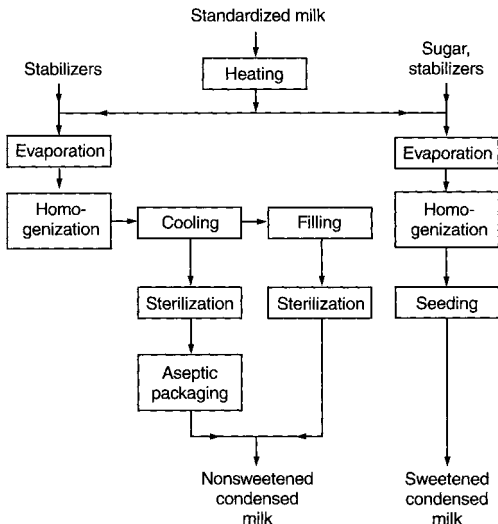 Standardized milk
Heating
Stabilizers
Sugar,
stabilizers
Evaporation
Evaporation
Homo-
genization
Cooling
Filling
Homo-
genization
Sterilization
Sterilization
Seeding
Aseptic
packaging
Nonsweetened
condensed
milk
Sweetened
condensed
milk